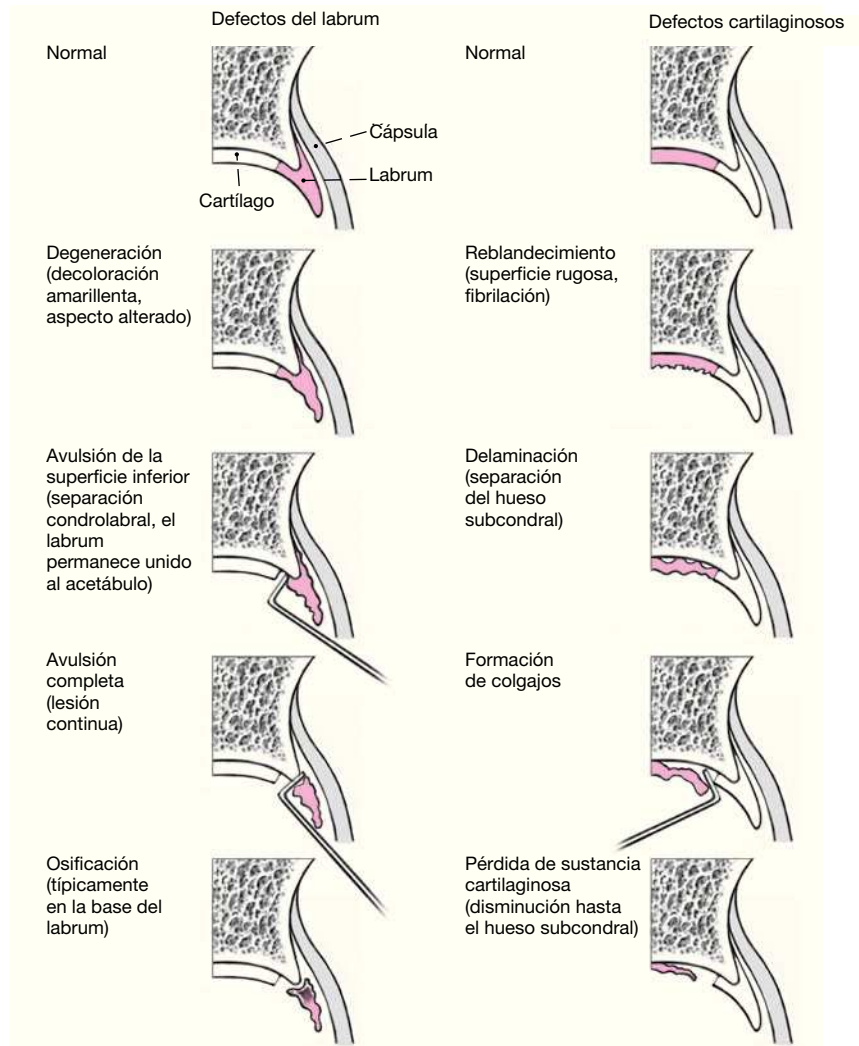 Defectos del labrum
Normal
Cápsula
Labrum
Cartílago
Degeneración
(decoloración
amarillenta,
aspecto alterado)
Avulsión de la
superficie inferior
(separación
condrolabral, el
labrum
permanece unido
al acetábulo)
Avulsión
completa
(lesión
continua)
Osificación
(típicamente
en la base del
labrum)
Defectos cartilaginosos
Normal
Reblandecimiento
(superficie rugosa,
fibrilación)
Delaminación
(separación
del hueso
subcondral)
Formación
de colgajos
Pérdida de sustancia
cartilaginosa
(disminución hasta
el hueso subcondral)